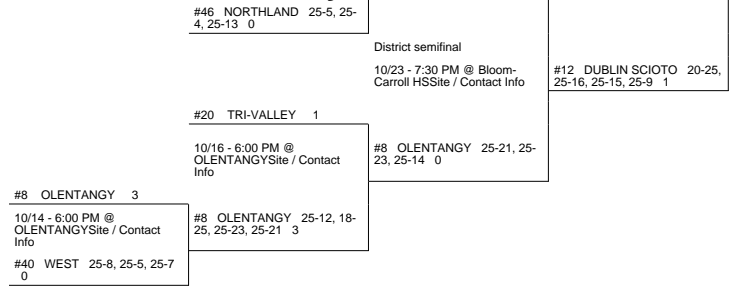 #46 NORTHLAND 25-5, 25-
4, 25-13 0
District semifinal
10/23 - 7:30 PM @ Bloom-
Carroll HSSite / Contact Info
#12 DUBLIN SCIOTO 20-25,
25-16, 25-15, 25-9 1
#20 TRI-VALLEY 1
10/16 - 6:00 PM @
OLENTANGYSite / Contact
Info
#8 OLENTANGY 25-21, 25-
23, 25-14 0
#8 OLENTANGY 3
10/14 - 6:00 PM @
OLENTANGYSite / Contact
Info
#8 OLENTANGY 25-12, 18-
25, 25-23, 25-21 3
#40 WEST 25-8, 25-5, 25-7
0